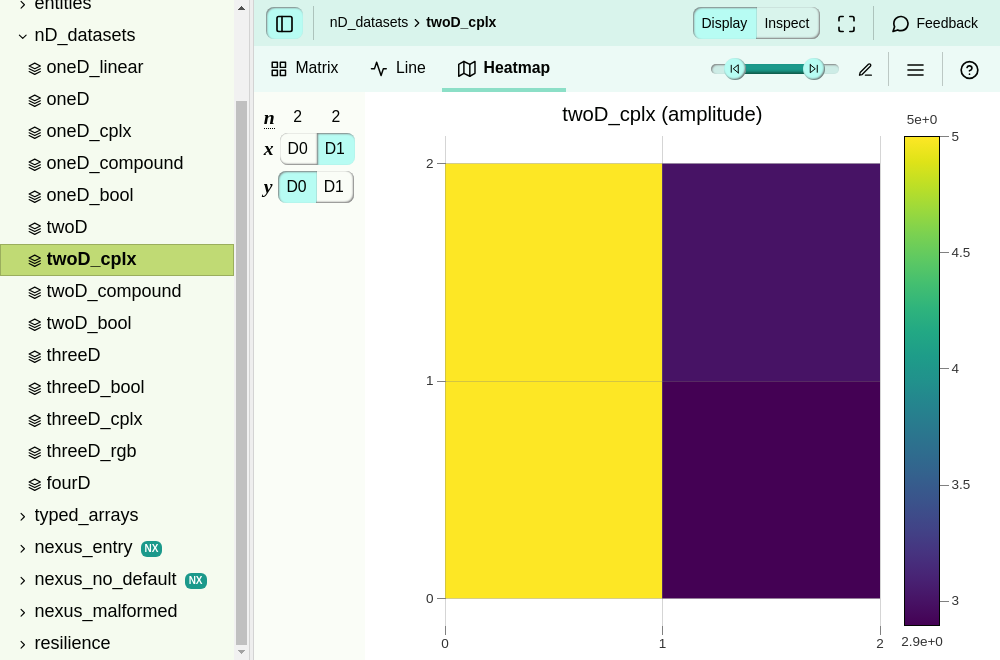 entities
nD_datasets
oneD_linear
oneD
oneD_cplx
oneD_compound
oneD_bool
twoD
twoD_cplx
twoD_compound
twoD_bool
threeD
threeD_bool
threeD_cplx
threeD_rgb
fourD
typed_arrays
nexus_entry NX
nexus_no_default NX
nexus_malformed
resilience
nD_datasets › twoD_cplx
Display Inspect
Feedback
Matrix Line Heatmap
n 2 2
x D0 D1
y D0 D1
twoD_cplx (amplitude)
2
1
0
0 1 2
5e+0
5
4.5
4
3.5
3
2.9e+0